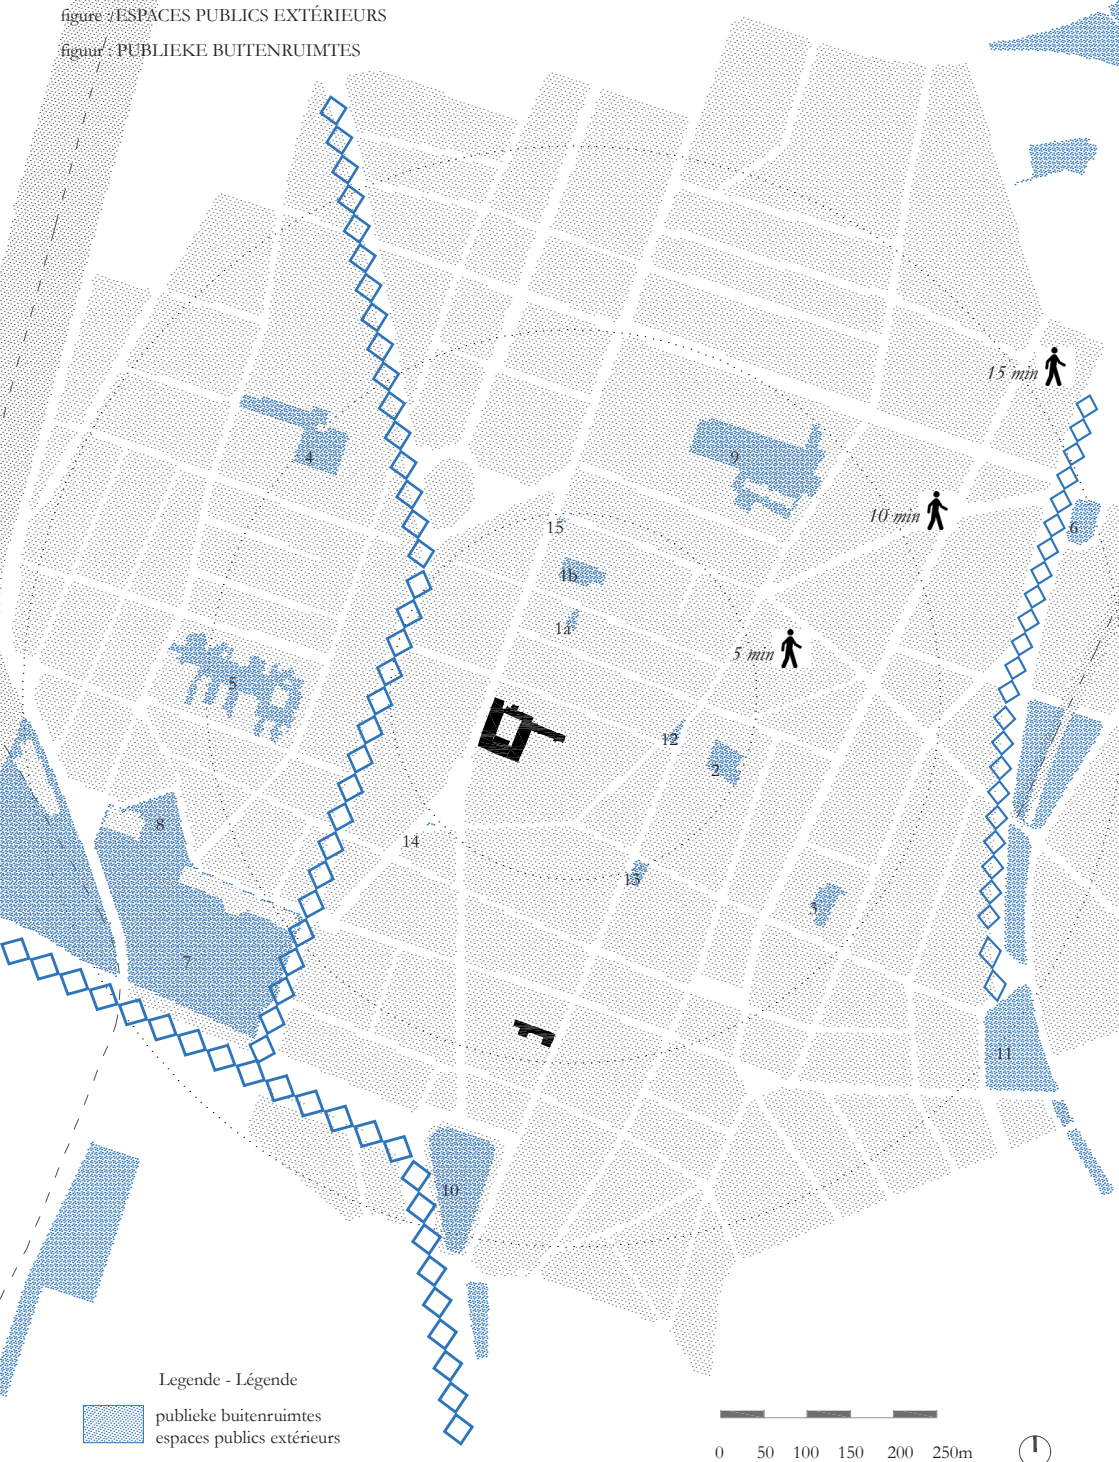 figure : ESPACES PUBLICS EXTÉRIEURS
figuur : PUBLIEKE BUITENRUIMTES
15 min
4
9
10 min
6
15
1b
1a
5 min
5
12
2
8
14
13
3
7
11
10
Legende - Légende
publieke buitenruimtes
espaces publics extérieurs
0 50 100 150 200 250m